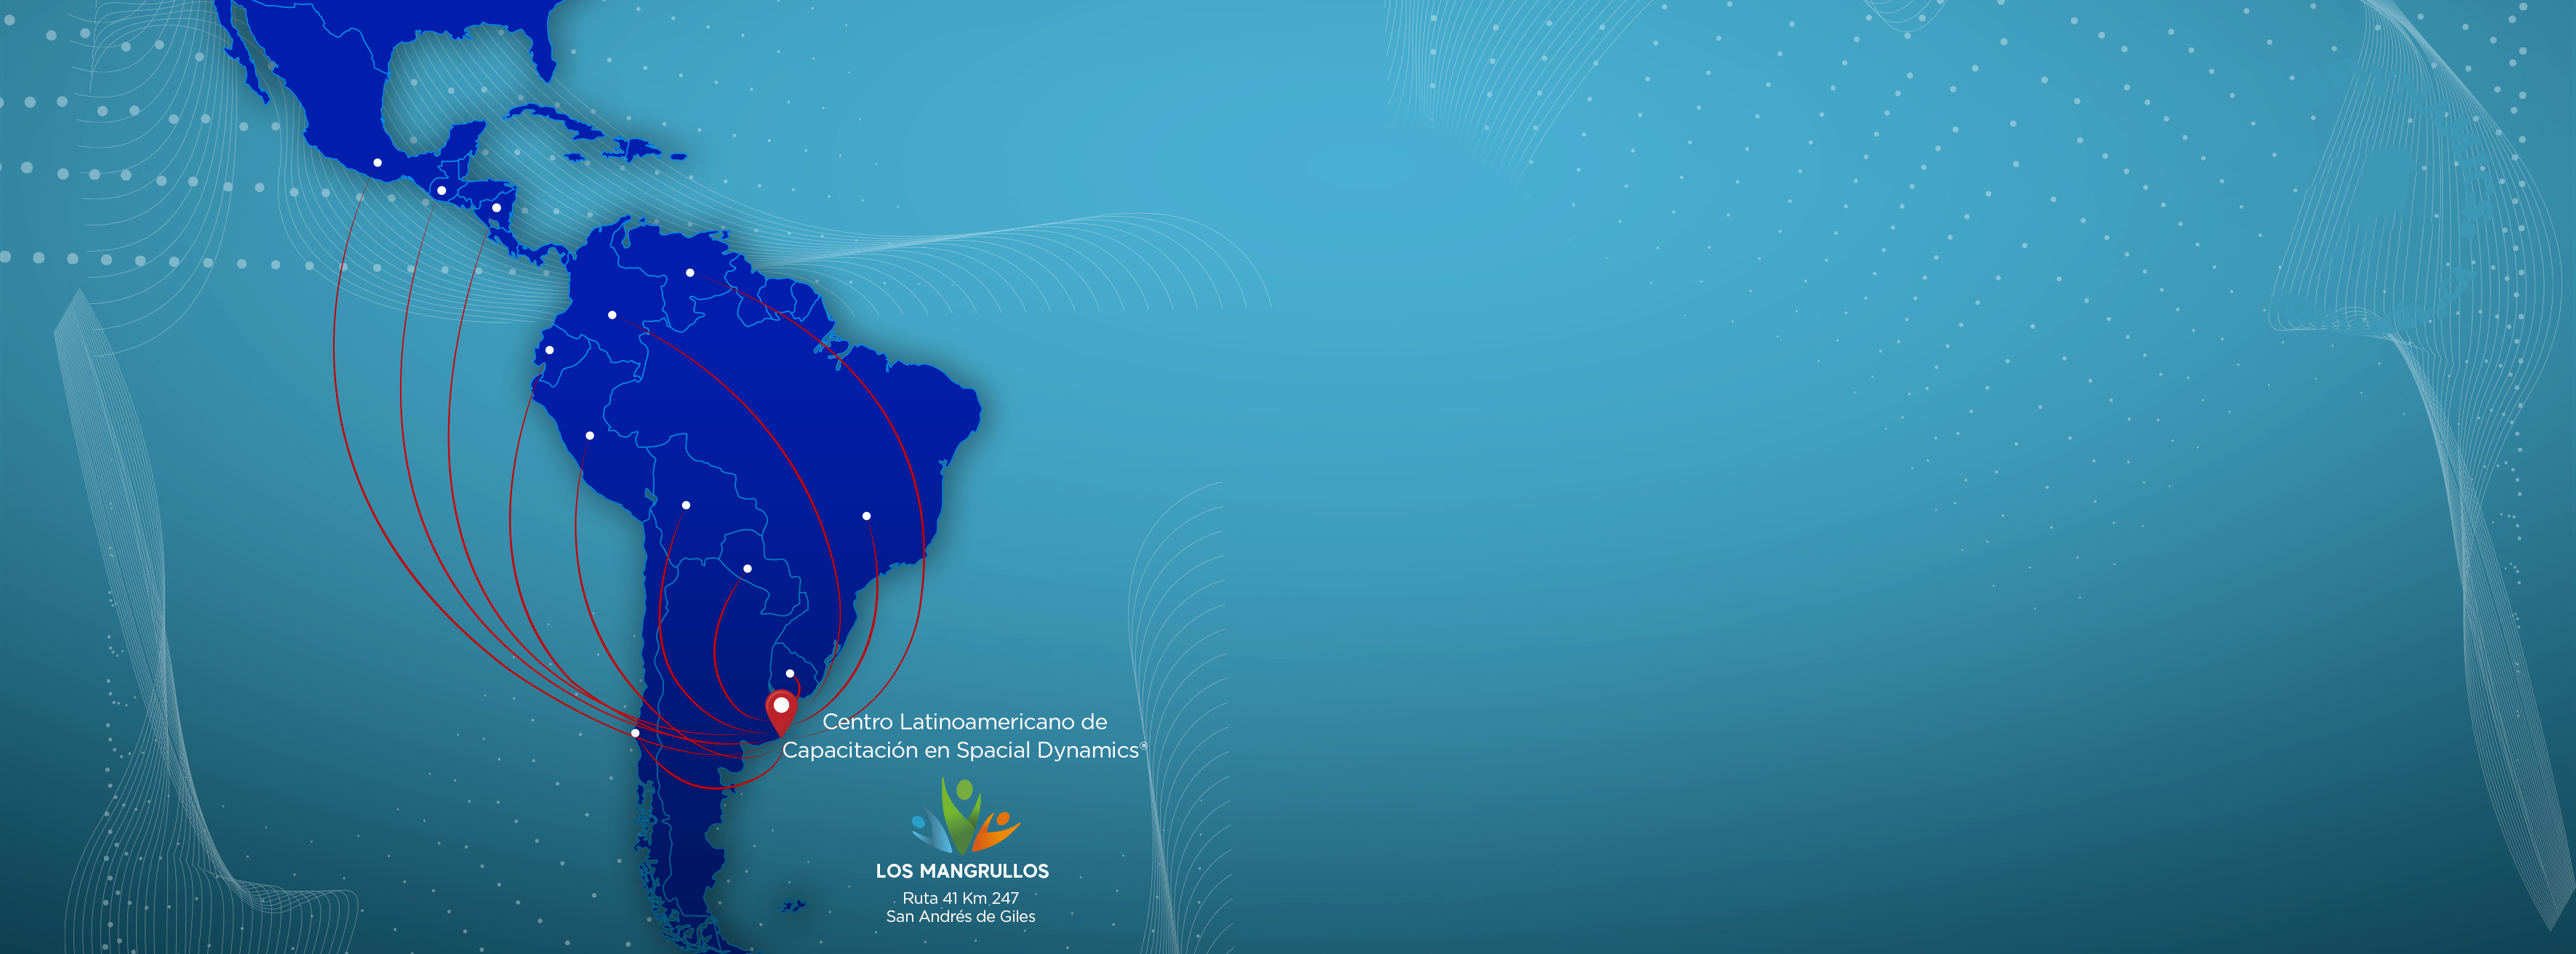 Centro Latinoamericano de
Capacitación en Spacial Dynamics®
LOS MANGRULLOS
Ruta 41 Km 247
San Andrés de Giles